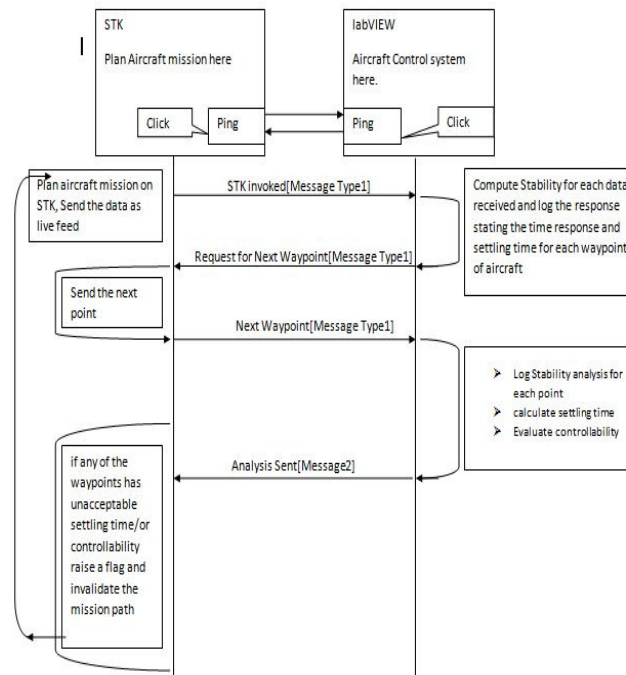 STK
Plan Aircraft mission here
Click
Ping
labVIEW
Aircraft Control system
here.
Ping
Click
Plan aircraft mission on
STK, Send the data as
live feed
STK invoked[Message Type1]
Compute Stability for each data
received and log the response
stating the time response and
settling time for each waypoint
of aircraft
Request for Next Waypoint[Message Type1]
Send the next
point
Next Waypoint[Message Type1]
➢ Log Stability analysis for
each point
➢ calculate settling time
➢ Evaluate controllability
Analysis Sent[Message2]
if any of the
waypoints has
unacceptable
settling time/or
controllability
raise a flag and
invalidate the
mission path